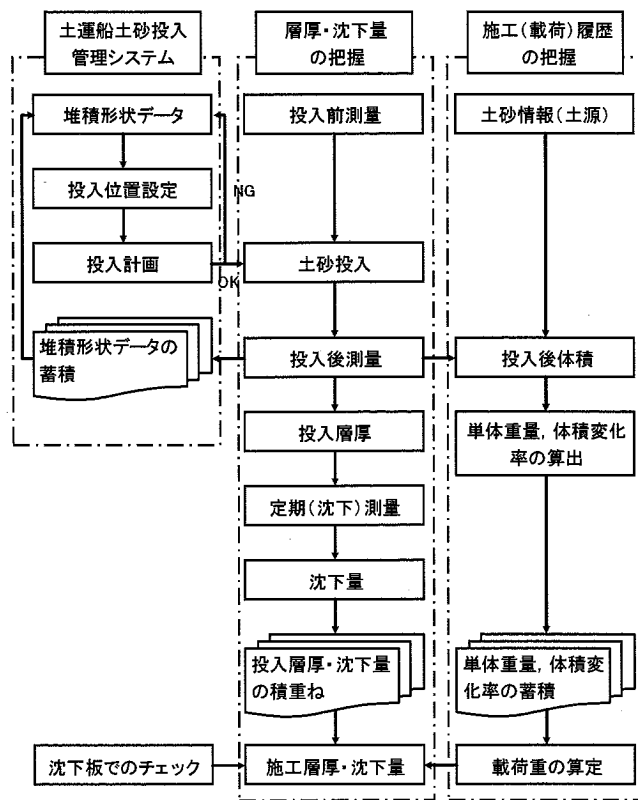 土運船土砂投入
管理システム
堆積形状データ
投入位置設定
投入計画
NG
OK
堆積形状データの
蓄積
層厚・沈下量
の把握
投入前測量
土砂投入
投入後測量
投入層厚
定期(沈下)測量
沈下量
投入層厚・沈下量
の積重ね
施工層厚・沈下量
沈下板でのチェック
施工(載荷)履歴
の把握
土砂情報(土源)
投入後体積
単体重量,体積変化
率の算出
単体重量,体積変
化率の蓄積
載荷重の算定